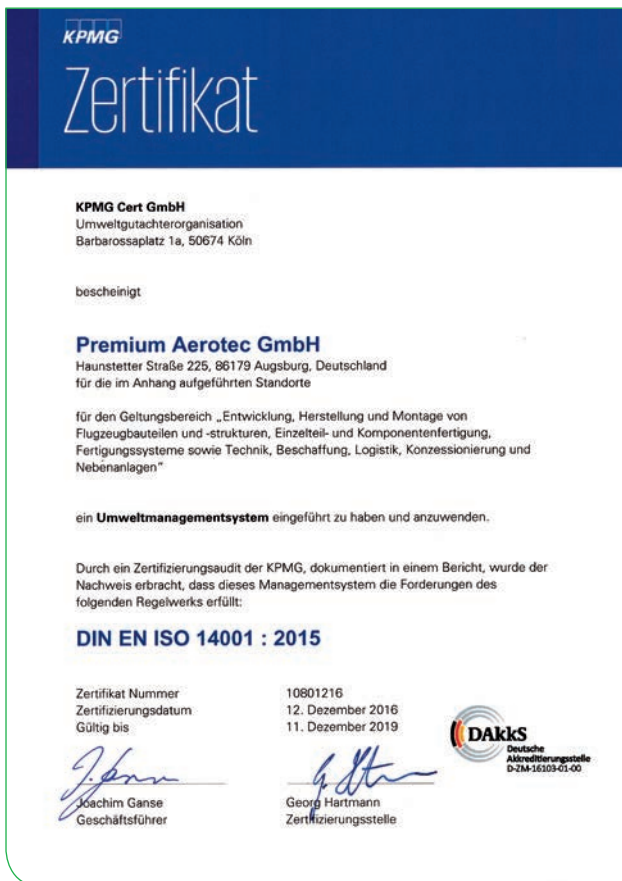 KPMG
Zertifikat
KPMG Cert GmbH
Umweltgutachterorganisation
Barbarossaplatz 1a, 50674 Köln
bescheinigt
Premium Aerotec GmbH
Haunstetter Straße 225, 86179 Augsburg, Deutschland
für die im Anhang aufgeführten Standorte
für den Geltungsbereich „Entwicklung, Herstellung und Montage von
Flugzeugbauteilen und -strukturen, Einzelteil- und Komponentenfertigung,
Fertigungssysteme sowie Technik, Beschaffung, Logistik, Konzessionierung und
Nebenanlagen"
ein Umweltmanagementsystem eingeführt zu haben und anzuwenden.
Durch ein Zertifizierungsaudit der KPMG, dokumentiert in einem Bericht, wurde der
Nachweis erbracht, dass dieses Managementsystem die Forderungen des
folgenden Regelwerks erfüllt:
DIN EN ISO 14001 : 2015
Zertifikat Nummer 10801216
Zertifizierungsdatum 12. Dezember 2016
Gültig bis 11. Dezember 2019
DAkkS
Deutsche
Akkreditierungsstelle
D-ZM-16103-01-00
Joachim Ganse Georg Hartmann
Geschäftsführer Zertifizierungsstelle